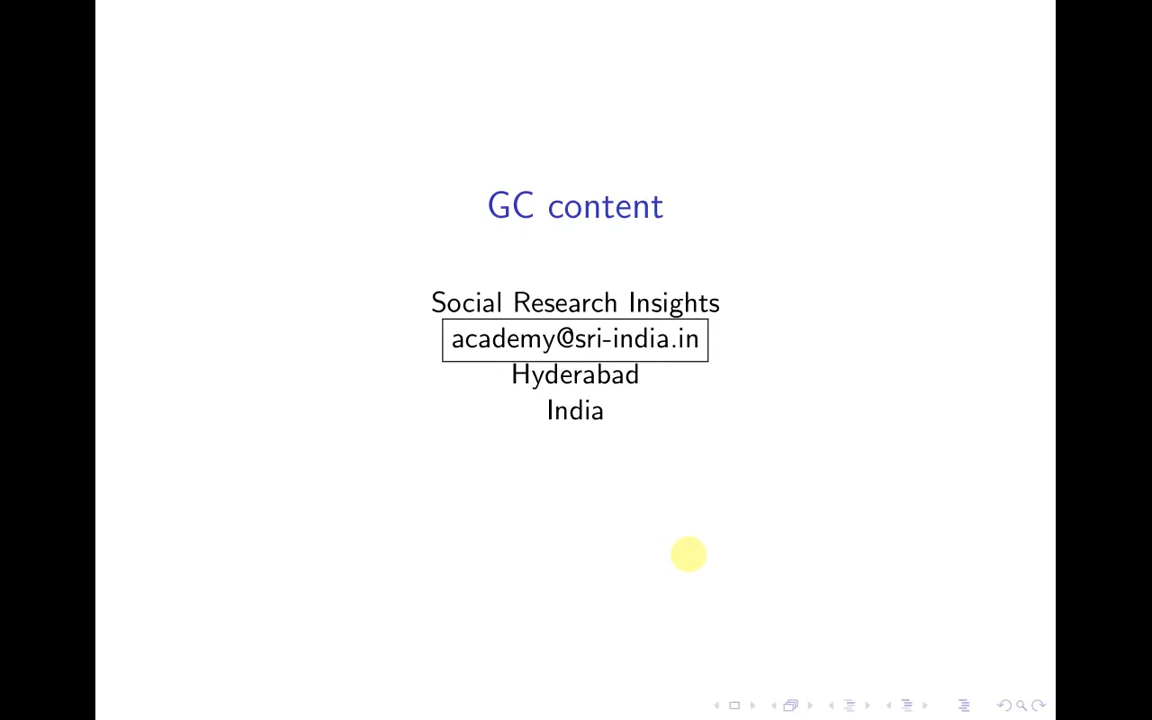 GC content
Social Research Insights
academy@sri-india.in
Hyderabad
India